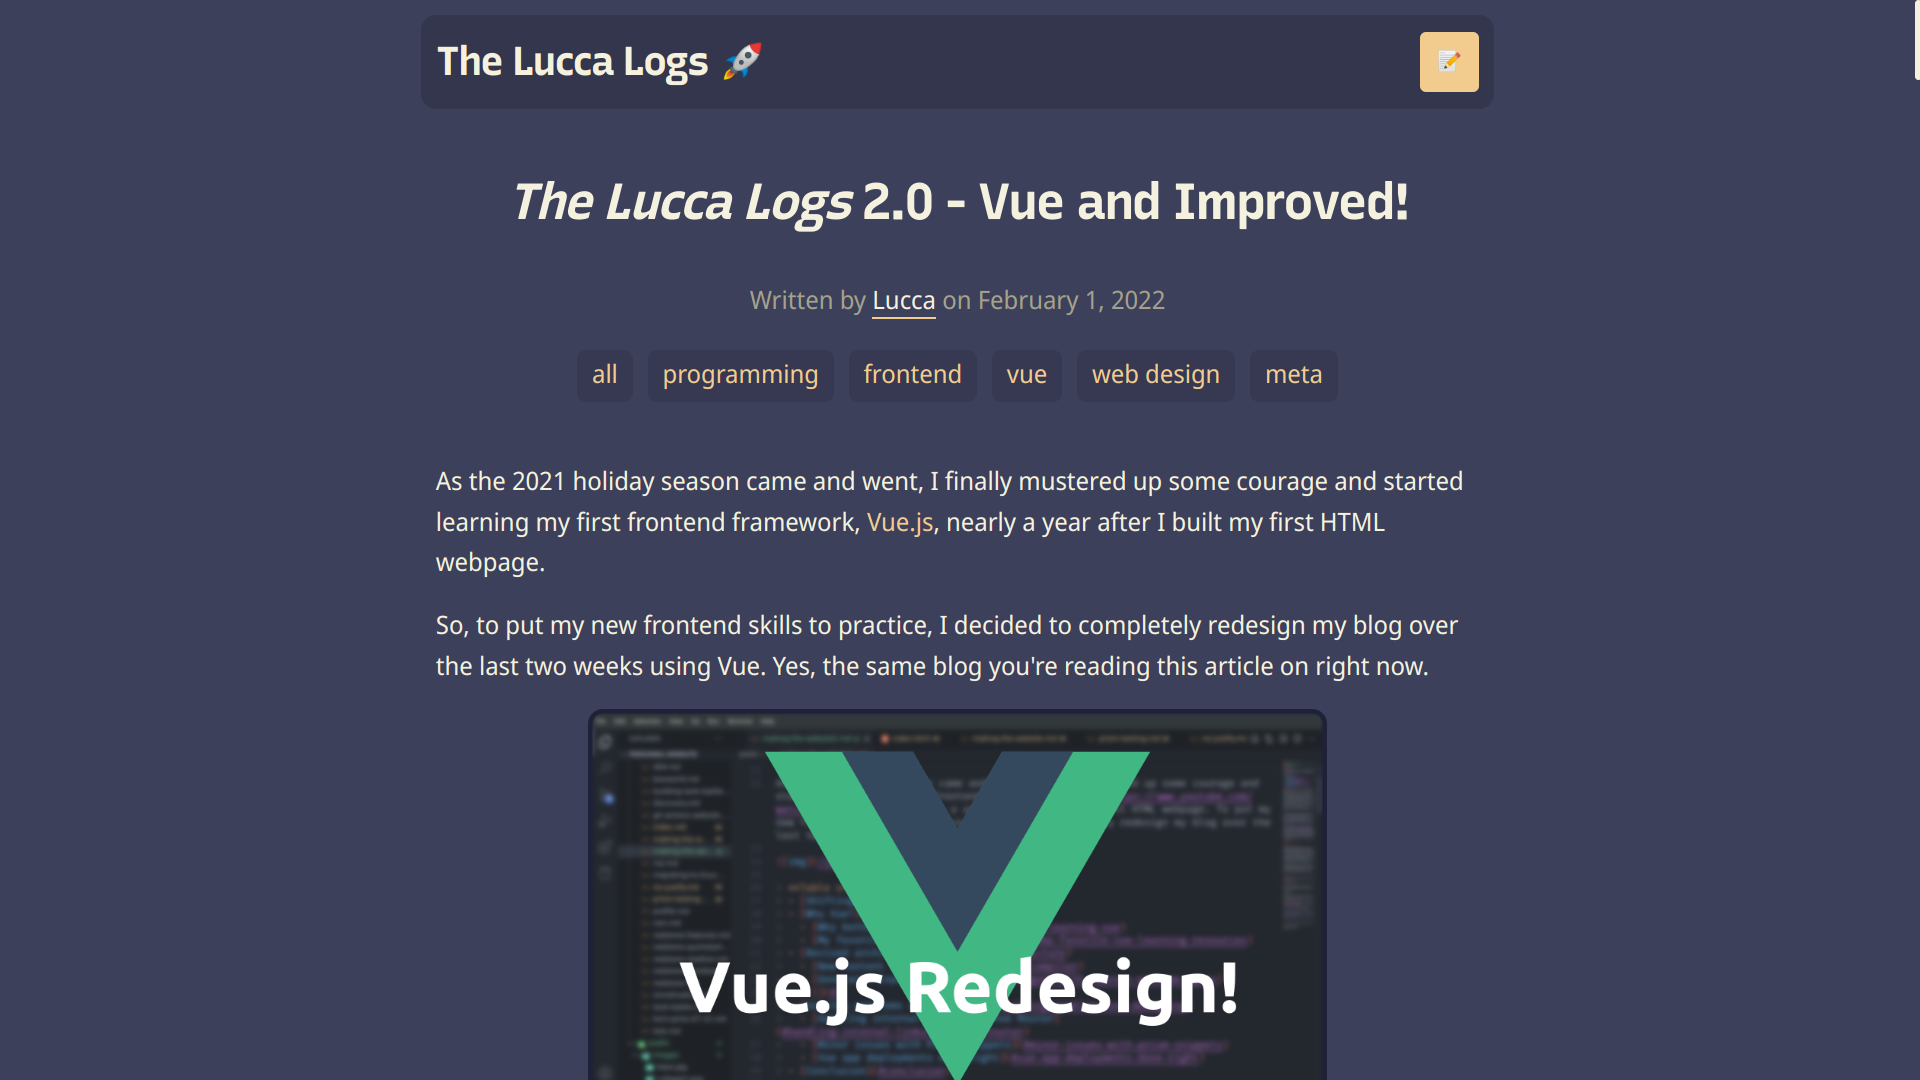 The Lucca Logs 🚀
The Lucca Logs 2.0 - Vue and Improved!
Written by Lucca on February 1, 2022
all programming frontend vue web design meta
As the 2021 holiday season came and went, I finally mustered up some courage and started
learning my first frontend framework, Vue.js, nearly a year after I built my first HTML
webpage.
So, to put my new frontend skills to practice, I decided to completely redesign my blog over
the last two weeks using Vue. Yes, the same blog you're reading this article on right now.
Vue.js Redesign!